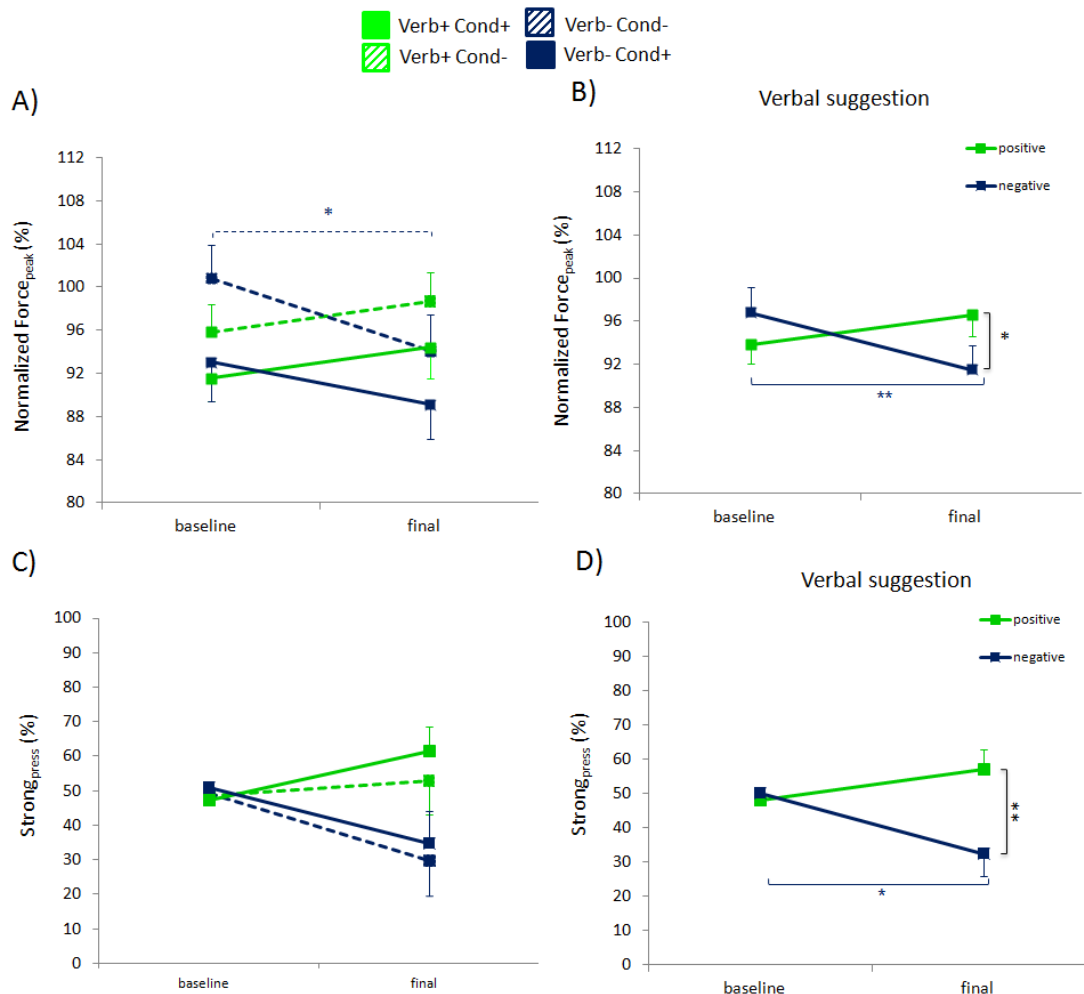 Verb+ Cond+
Verb- Cond-
Verb+ Cond-
Verb- Cond+
A)
Normalized Forcepeak (%)
112
108
104
100
96
92
88
84
80
*
baseline
final
B)
Verbal suggestion
positive
negative
Normalized Forcepeak (%)
112
108
104
100
96
92
88
84
80
*
**
baseline
final
C)
Strongpress (%)
100
90
80
70
60
50
40
30
20
10
0
baseline
final
D)
Verbal suggestion
positive
negative
Strongpress (%)
100
90
80
70
60
50
40
30
20
10
0
**
*
baseline
final